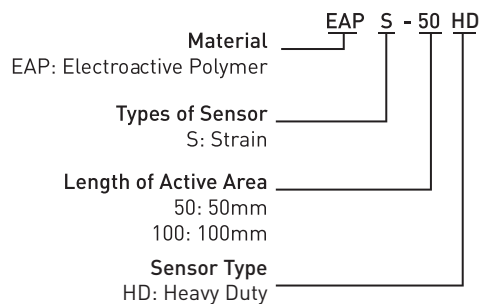 EAP S - 50 HD
Material
EAP: Electroactive Polymer
Types of Sensor
S: Strain
Length of Active Area
50: 50mm
100: 100mm
Sensor Type
HD: Heavy Duty